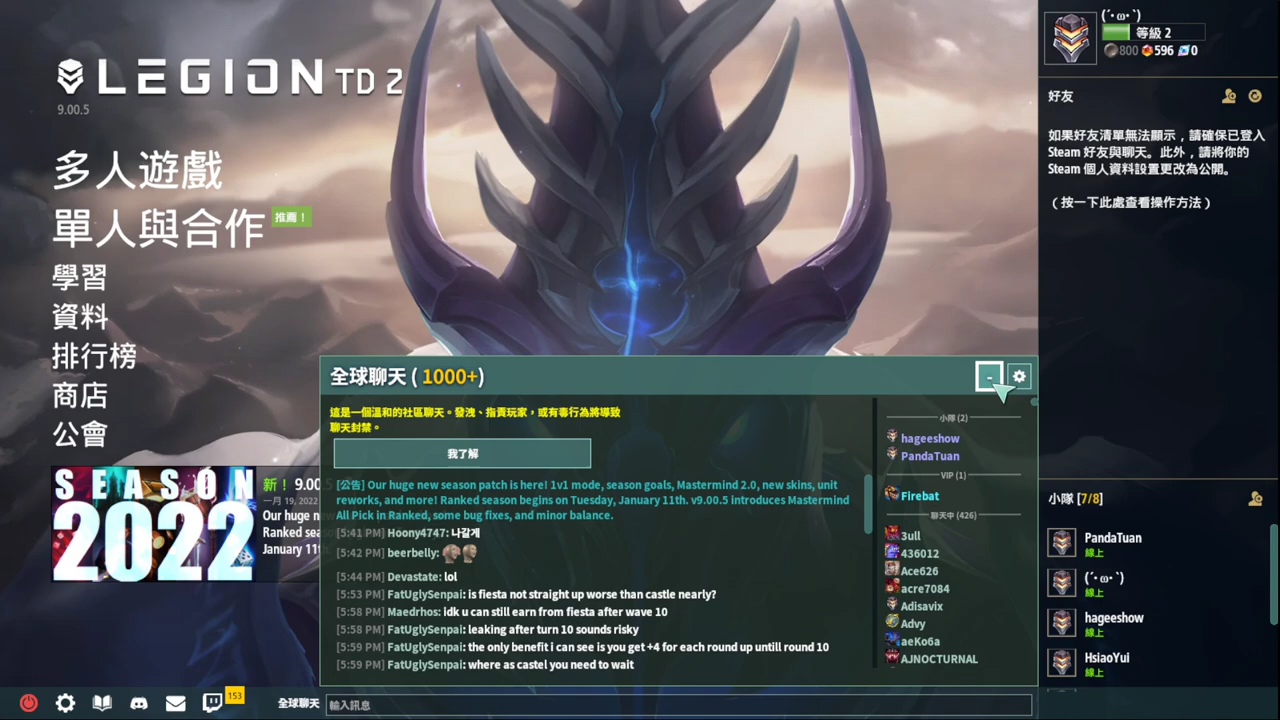 LEGION TD 2
9.00.5
多人遊戲
單人與合作 推薦！
學習
資料
排行榜
商店
公會
SEASON
2022
新！9.00.5
一月 19, 2022
Our huge n
Ranked sea
January 11t
全球聊天 ( 1000+)
-
這是一個溫和的社區聊天。發洩、指責玩家，或有毒行為將導致
聊天封禁。
我了解
[公告] Our huge new season patch is here! 1v1 mode, season goals, Mastermind 2.0, new skins, unit
reworks, and more! Ranked season begins on Tuesday, January 11th. v9.00.5 introduces Mastermind
All Pick in Ranked, some bug fixes, and minor balance.
[5:41 PM] Hoony4747: 나갈게
[5:42 PM] beerbelly:
[5:44 PM] Devastate: lol
[5:53 PM] FatUglySenpai: is fiesta not straight up worse than castle nearly?
[5:58 PM] Maedrhos: idk u can still earn from fiesta after wave 10
[5:58 PM] FatUglySenpai: leaking after turn 10 sounds risky
[5:59 PM] FatUglySenpai: the only benefit i can see is you get +4 for each round up untill round 10
[5:59 PM] FatUglySenpai: where as castel you need to wait
小隊 (2)
hageeshow
PandaTuan
VIP (1)
Firebat
聊天中 (426)
3ull
436012
Ace626
acre7084
Adisavix
Advy
aeKo6a
AJNOCTURNAL
153
全球聊天
輸入訊息
(´･ω･`)
等級 2
800 596 0
好友
如果好友清單無法顯示，請確保已登入
Steam 好友與聊天。此外，請將你的
Steam 個人資料設置更改為公開。
（按一下此處查看操作方法）
小隊 [7/8]
PandaTuan
線上
(´･ω･`)
線上
hageeshow
線上
HsiaoYui
線上